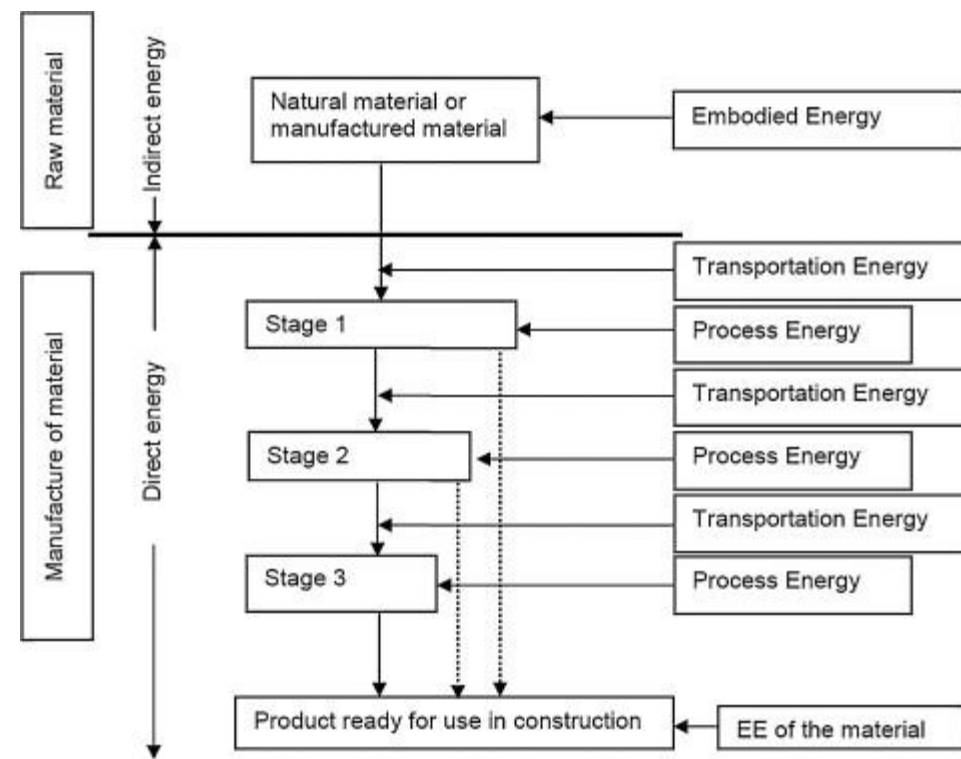 Raw material
Indirect energy
Natural material or
manufactured material
Embodied Energy
Manufacture of material
Direct energy
Transportation Energy
Stage 1
Process Energy
Transportation Energy
Stage 2
Process Energy
Transportation Energy
Stage 3
Process Energy
Product ready for use in construction
EE of the material